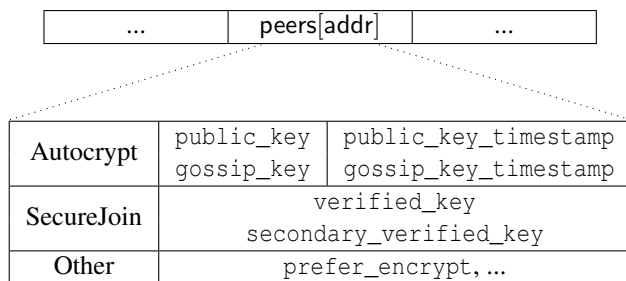 ... peers[addr] ...
Autocrypt public_key public_key_timestamp
gossip_key gossip_key_timestamp
SecureJoin verified_key
secondary_verified_key
Other prefer_encrypt, ...